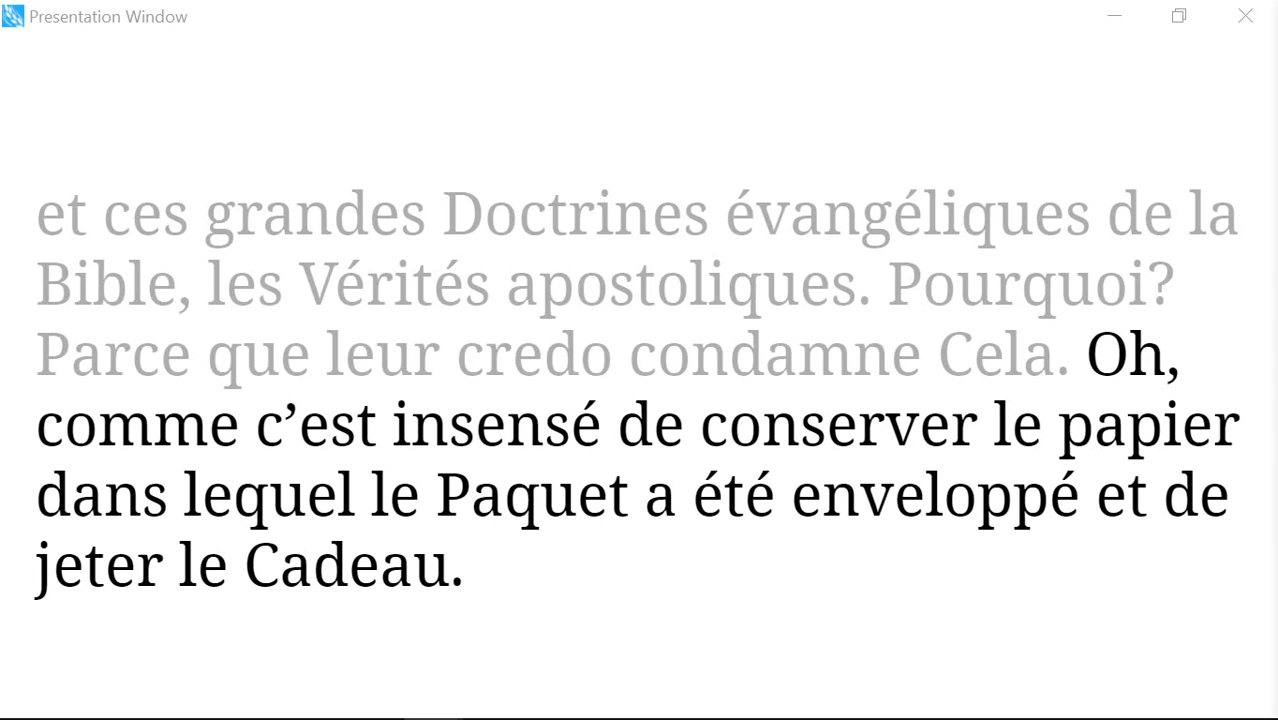 Presentation Window
et ces grandes Doctrines évangéliques de la
Bible, les Vérités apostoliques. Pourquoi?
Parce que leur credo condamne Cela. Oh,
comme c’est insensé de conserver le papier
dans lequel le Paquet a été enveloppé et de
jeter le Cadeau.